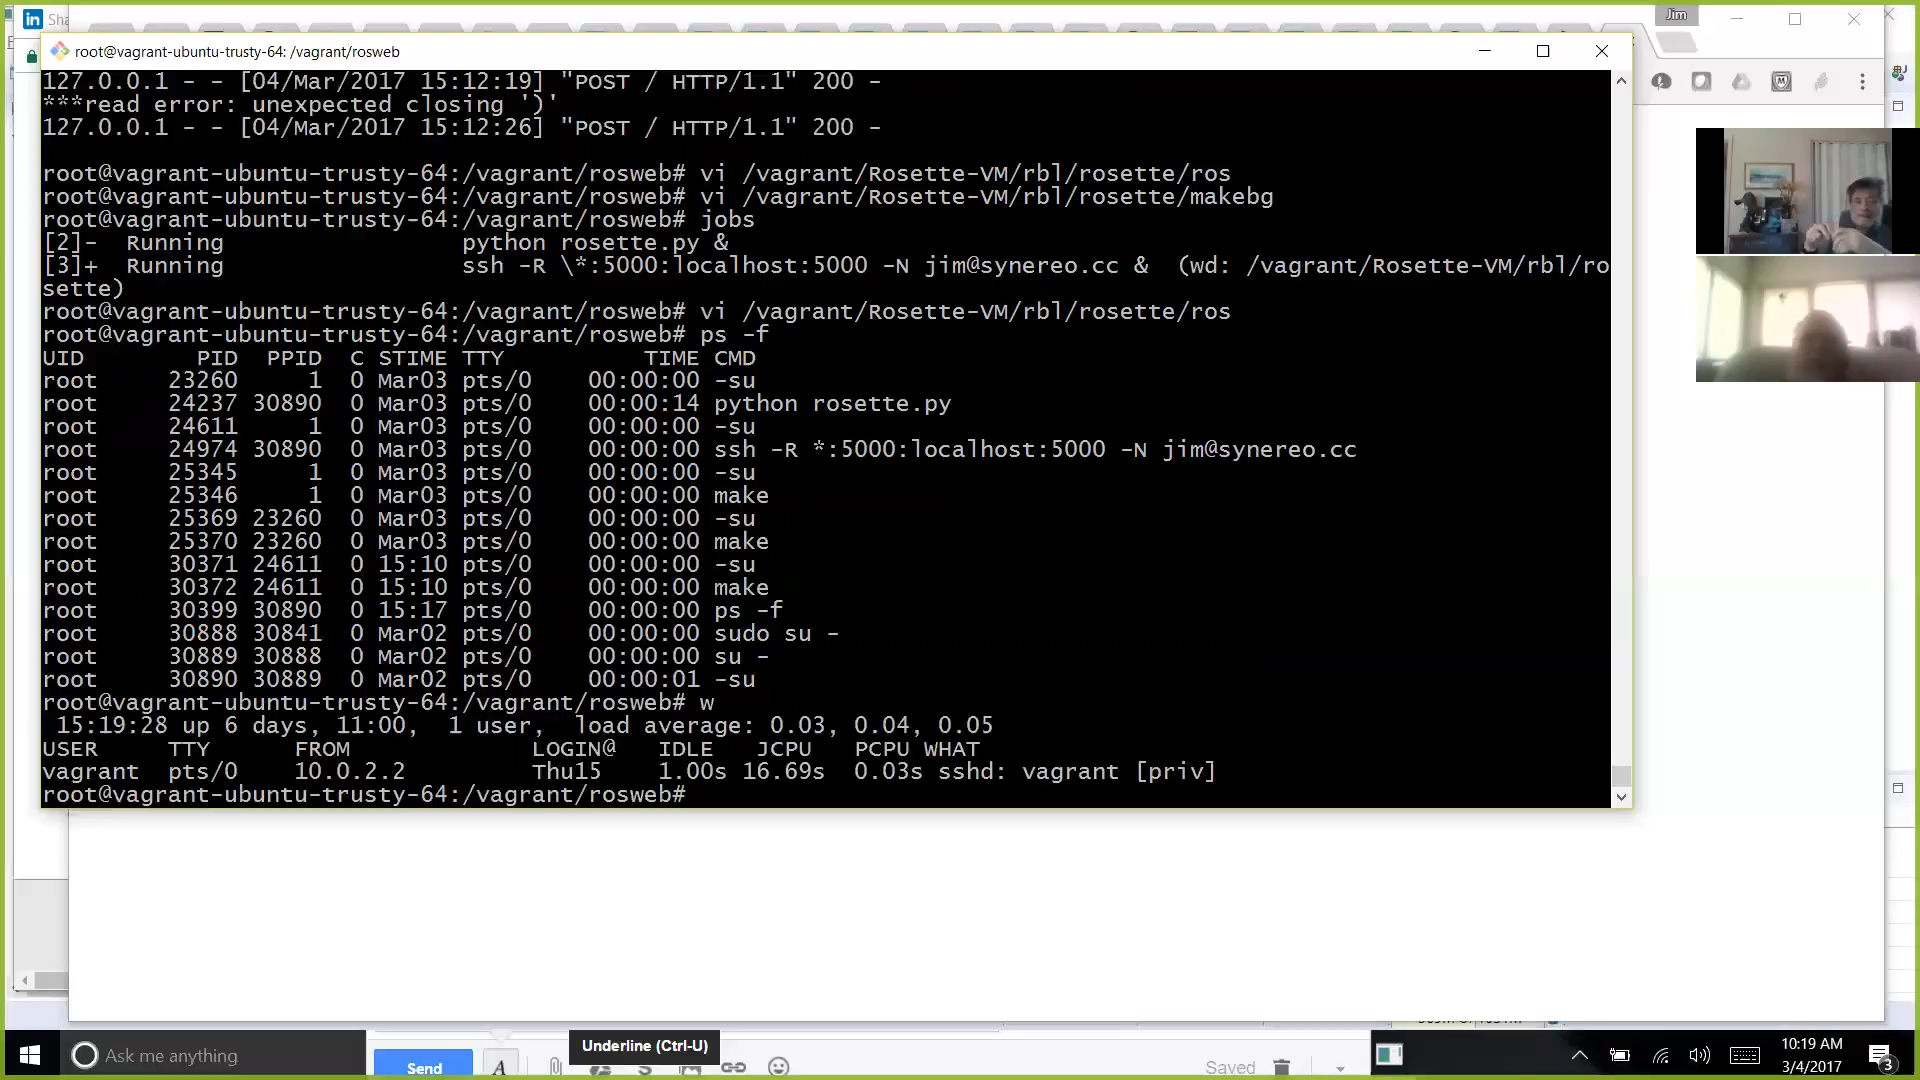 in Sha
Jim
root@vagrant-ubuntu-trusty-64: /vagrant/rosweb
127.0.0.1 - - [04/Mar/2017 15:12:19] "POST / HTTP/1.1" 200 -
***read error: unexpected closing ')'
127.0.0.1 - - [04/Mar/2017 15:12:26] "POST / HTTP/1.1" 200 -
root@vagrant-ubuntu-trusty-64:/vagrant/rosweb# vi /vagrant/Rosette-VM/rbl/rosette/ros
root@vagrant-ubuntu-trusty-64:/vagrant/rosweb# vi /vagrant/Rosette-VM/rbl/rosette/makebg
root@vagrant-ubuntu-trusty-64:/vagrant/rosweb# jobs
[2]-  Running                 python rosette.py &
[3]+  Running                 ssh -R \*:5000:localhost:5000 -N jim@synereo.cc &  (wd: /vagrant/Rosette-VM/rbl/ro
sette)
root@vagrant-ubuntu-trusty-64:/vagrant/rosweb# vi /vagrant/Rosette-VM/rbl/rosette/ros
root@vagrant-ubuntu-trusty-64:/vagrant/rosweb# ps -f
UID        PID  PPID  C STIME TTY          TIME CMD
root     23260     1  0 Mar03 pts/0    00:00:00 -su
root     24237 30890  0 Mar03 pts/0    00:00:14 python rosette.py
root     24611     1  0 Mar03 pts/0    00:00:00 -su
root     24974 30890  0 Mar03 pts/0    00:00:00 ssh -R *:5000:localhost:5000 -N jim@synereo.cc
root     25345     1  0 Mar03 pts/0    00:00:00 -su
root     25346     1  0 Mar03 pts/0    00:00:00 make
root     25369 23260  0 Mar03 pts/0    00:00:00 -su
root     25370 23260  0 Mar03 pts/0    00:00:00 make
root     30371 24611  0 15:10 pts/0    00:00:00 -su
root     30372 24611  0 15:10 pts/0    00:00:00 make
root     30399 30890  0 15:17 pts/0    00:00:00 ps -f
root     30888 30841  0 Mar02 pts/0    00:00:00 sudo su -
root     30889 30888  0 Mar02 pts/0    00:00:00 su -
root     30890 30889  0 Mar02 pts/0    00:00:01 -su
root@vagrant-ubuntu-trusty-64:/vagrant/rosweb# w
 15:19:28 up 6 days, 11:00,  1 user,  load average: 0.03, 0.04, 0.05
USER     TTY      FROM             LOGIN@   IDLE   JCPU   PCPU WHAT
vagrant  pts/0    10.0.2.2         Thu15    1.00s 16.69s  0.03s sshd: vagrant [priv]
root@vagrant-ubuntu-trusty-64:/vagrant/rosweb#
Underline (Ctrl-U)
Ask me anything
Send
A
Saved
10:19 AM
3/4/2017
3